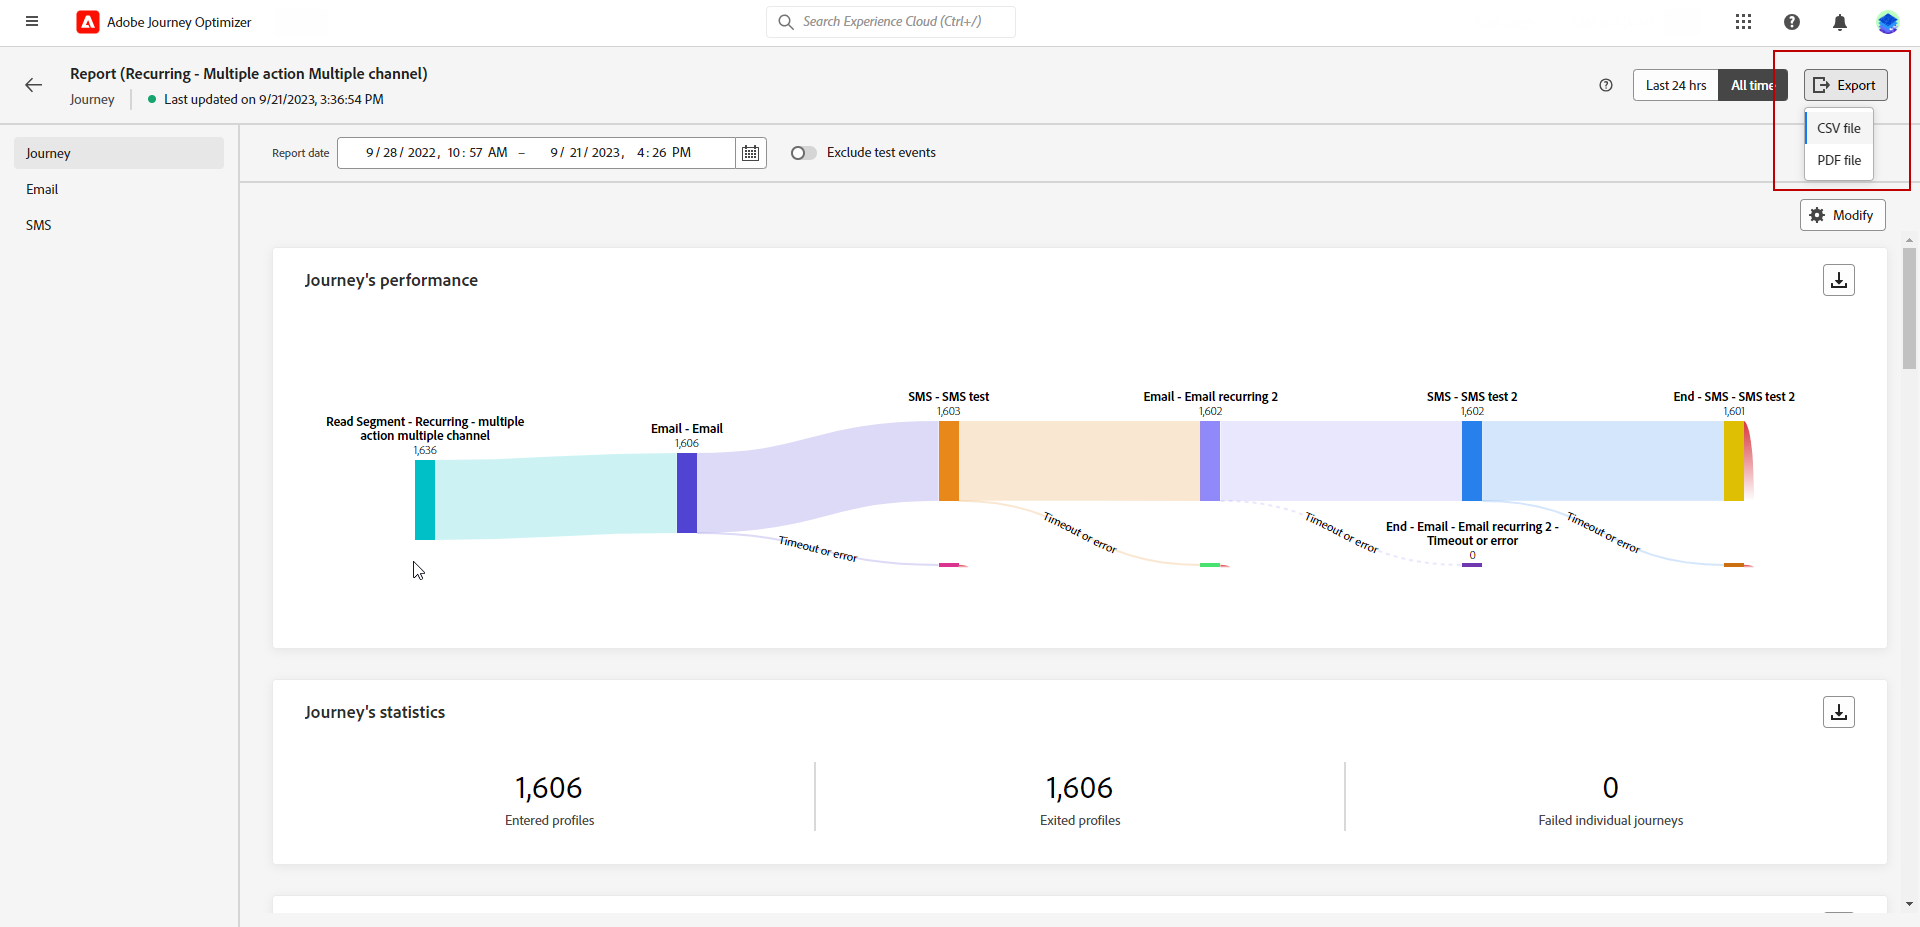 Adobe Journey Optimizer
Search Experience Cloud (Ctrl+/)
Report (Recurring - Multiple action Multiple channel)
Journey
Last updated on 9/21/2023, 3:36:54 PM
Last 24 hrs
All time
Export
CSV file
PDF file
Journey
Email
SMS
Report date
9/28/2022, 10:57 AM – 9/21/2023, 4:26 PM
Exclude test events
Modify
Journey's performance
Read Segment - Recurring - multiple
action multiple channel
1,636
Email - Email
1,606
SMS - SMS test
1,603
Email - Email recurring 2
1,602
SMS - SMS test 2
1,602
End - SMS - SMS test 2
1,601
Timeout or error
Timeout or error
Timeout or error
End - Email - Email recurring 2 -
Timeout or error
0
Timeout or error
Journey's statistics
1,606
Entered profiles
1,606
Exited profiles
0
Failed individual journeys